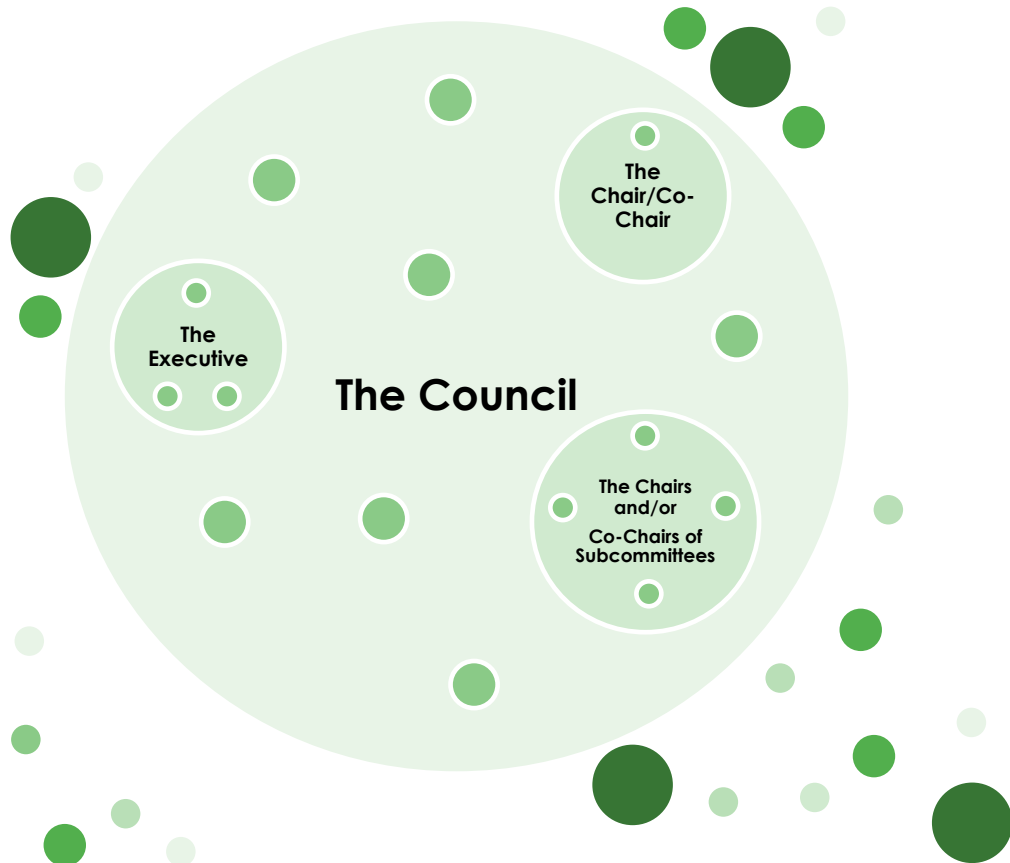 The
Chair/Co-
Chair
The
Executive
The Council
The Chairs
and/or
Co-Chairs of
Subcommittees